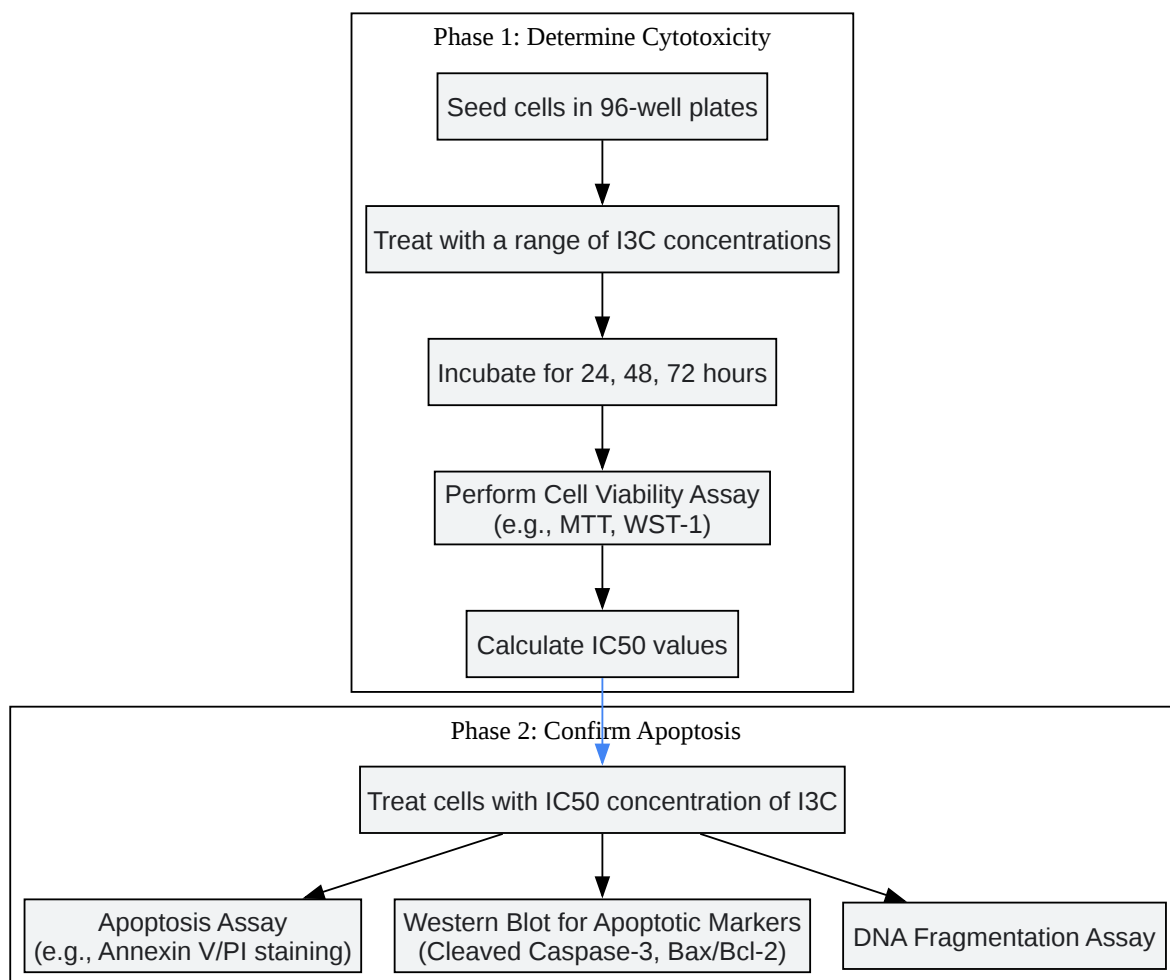 Phase 1: Determine Cytotoxicity
Seed cells in 96-well plates
Treat with a range of I3C concentrations
Incubate for 24, 48, 72 hours
Perform Cell Viability Assay
(e.g., MTT, WST-1)
Calculate IC50 values
Phase 2: Confirm Apoptosis
Treat cells with IC50 concentration of I3C
Apoptosis Assay
(e.g., Annexin V/PI staining)
Western Blot for Apoptotic Markers
(Cleaved Caspase-3, Bax/Bcl-2)
DNA Fragmentation Assay